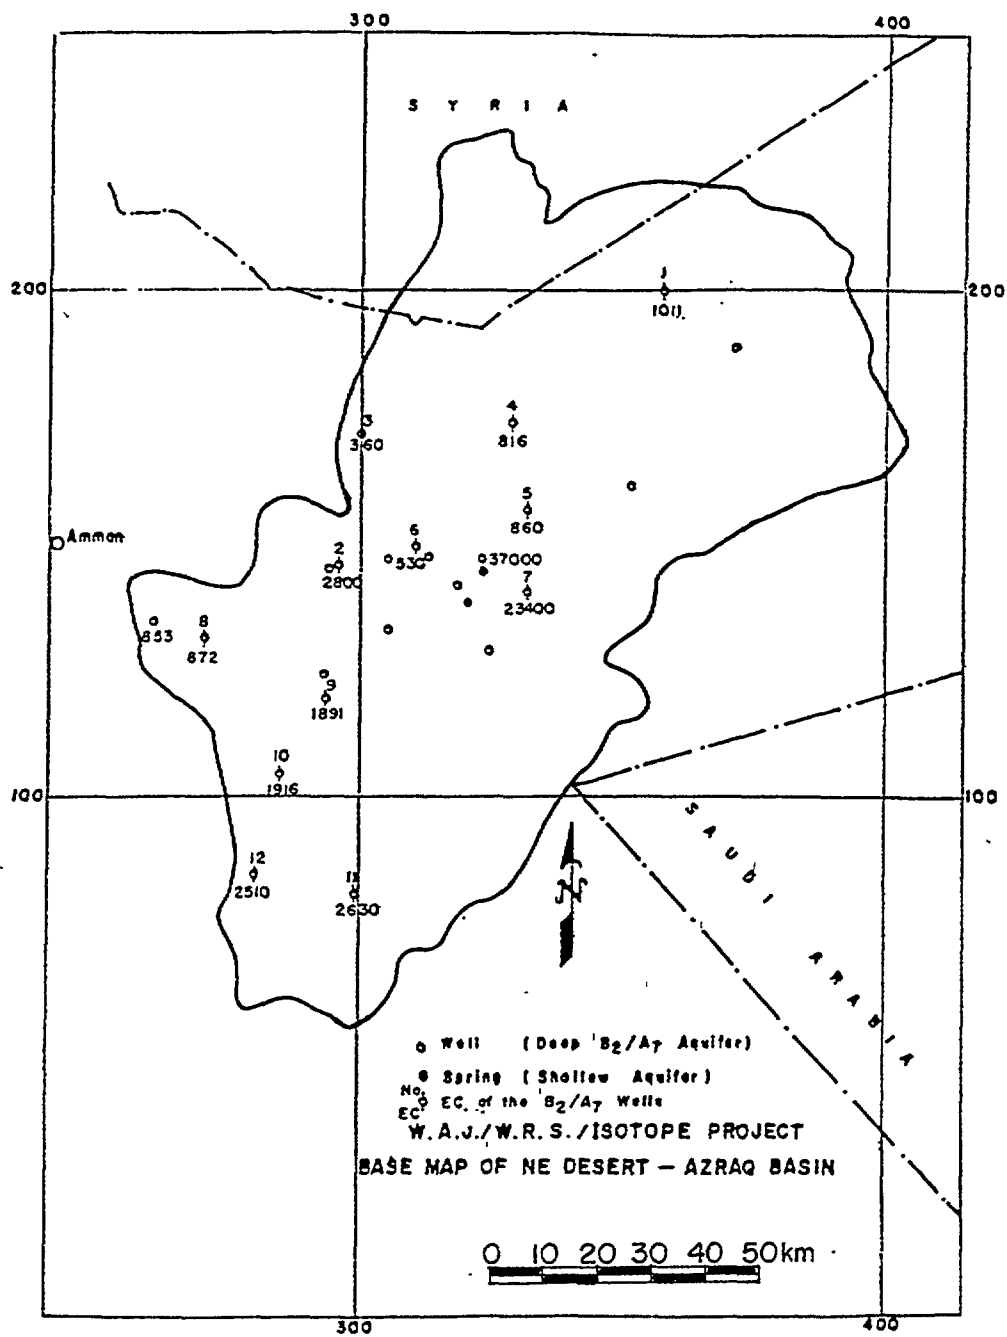 300 400
S Y R I A
200 200
1
1011
3
360
4
816
5
860
Amman
6
530
2
2800
37000
7
23400
853
8
872
9
1891
10
1916
100 100
SAUDI ARABIA
12
2510
11
2630
N
Well (Deep B2/A7 Aquifer)
Spring (Shallow Aquifer)
No.
EC EC. of the B2/A7 Wells
W.A.J./W.R.S./ISOTOPE PROJECT
BASE MAP OF NE DESERT — AZRAQ BASIN
0 10 20 30 40 50km
300 400